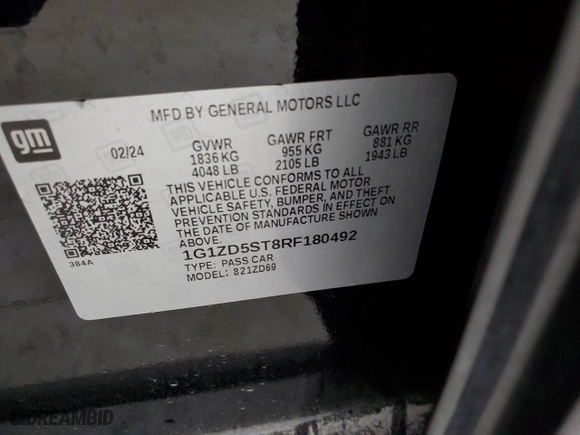 MFD BY GENERAL MOTORS LLC
gm
02/24
GVWR
1836 KG
4048 LB
GAWR FRT
955 KG
2105 LB
GAWR RR
881 KG
1943 LB
THIS VEHICLE CONFORMS TO ALL
APPLICABLE U.S. FEDERAL MOTOR
VEHICLE SAFETY, BUMPER, AND THEFT
PREVENTION STANDARDS IN EFFECT ON
THE DATE OF MANUFACTURE SHOWN
ABOVE.
384A
1G1ZD5ST8RF180492
TYPE: PASS CAR
MODEL: 821ZD69
DREAMBID